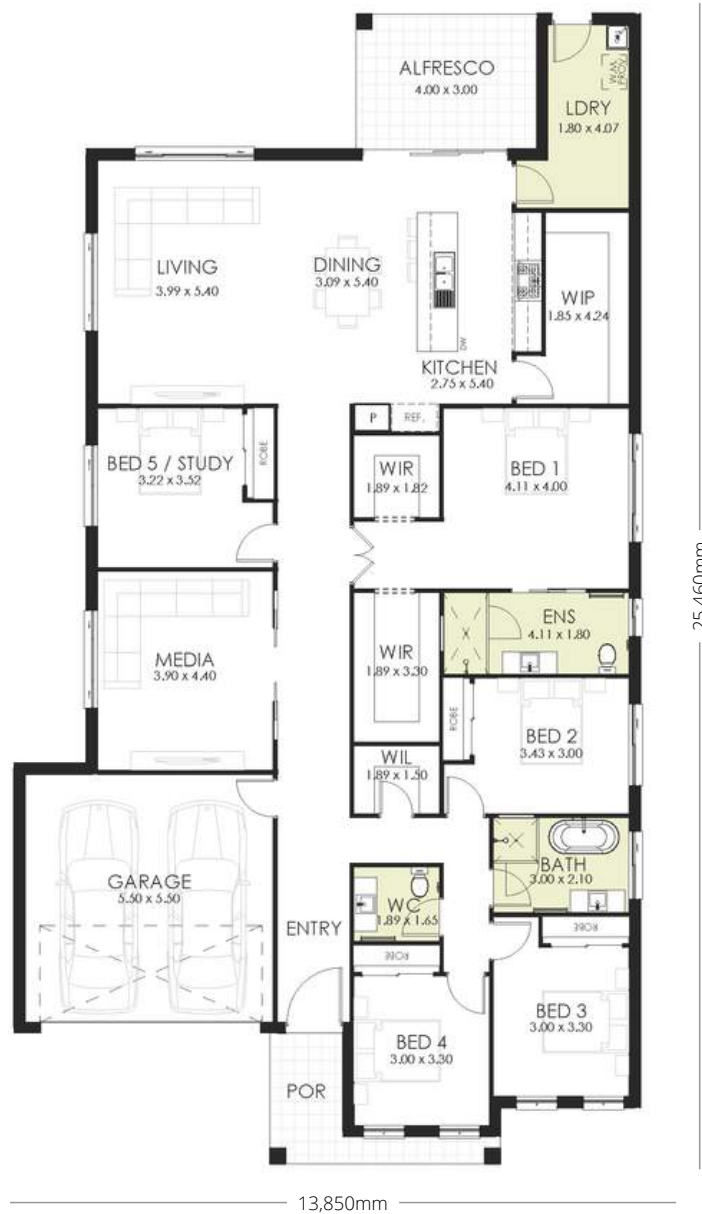 ALFRESCO
4.00 x 3.00
W.M.
PROV.
LDRY
1.80 x 4.07
LIVING
3.99 x 5.40
DINING
3.09 x 5.40
WIP
1.85 x 4.24
DW
KITCHEN
2.75 x 5.40
P
REF.
BED 5 / STUDY
3.22 x 3.52
ROBE
WIR
1.89 x 1.82
BED 1
4.11 x 4.00
ENS
4.11 x 1.80
MEDIA
3.90 x 4.40
WIR
1.89 x 3.30
ROBE
BED 2
3.43 x 3.00
WIL
1.89 x 1.50
BATH
3.00 x 2.10
GARAGE
5.50 x 5.50
WC
1.89 x 1.65
ENTRY
ROBE
ROBE
BED 3
3.00 x 3.30
BED 4
3.00 x 3.30
POR
25,460mm
13,850mm